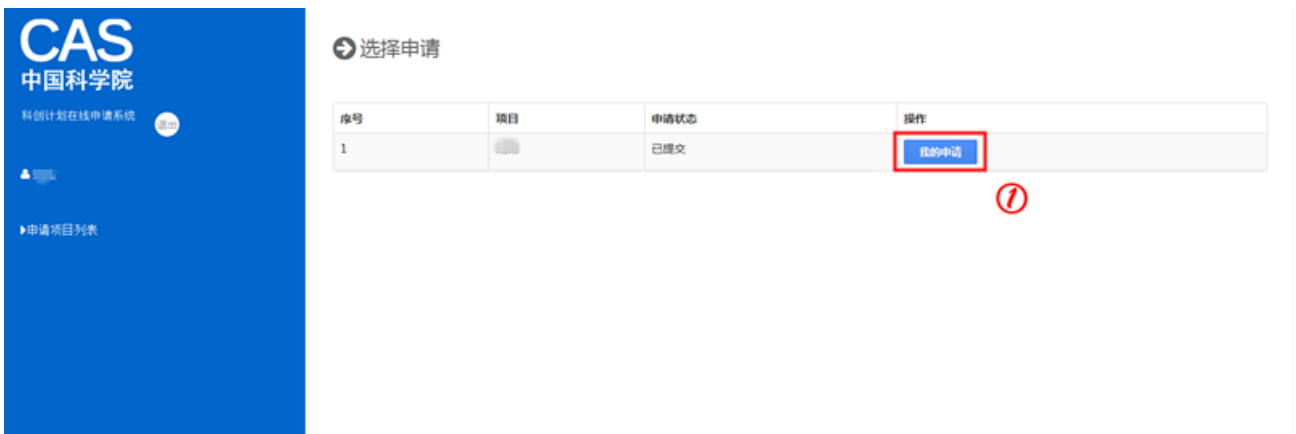 CAS
中国科学院
科创计划在线申请系统
退出
申请项目列表
选择申请
序号 项目 申请状态 操作
1 已提交 我的申请
①